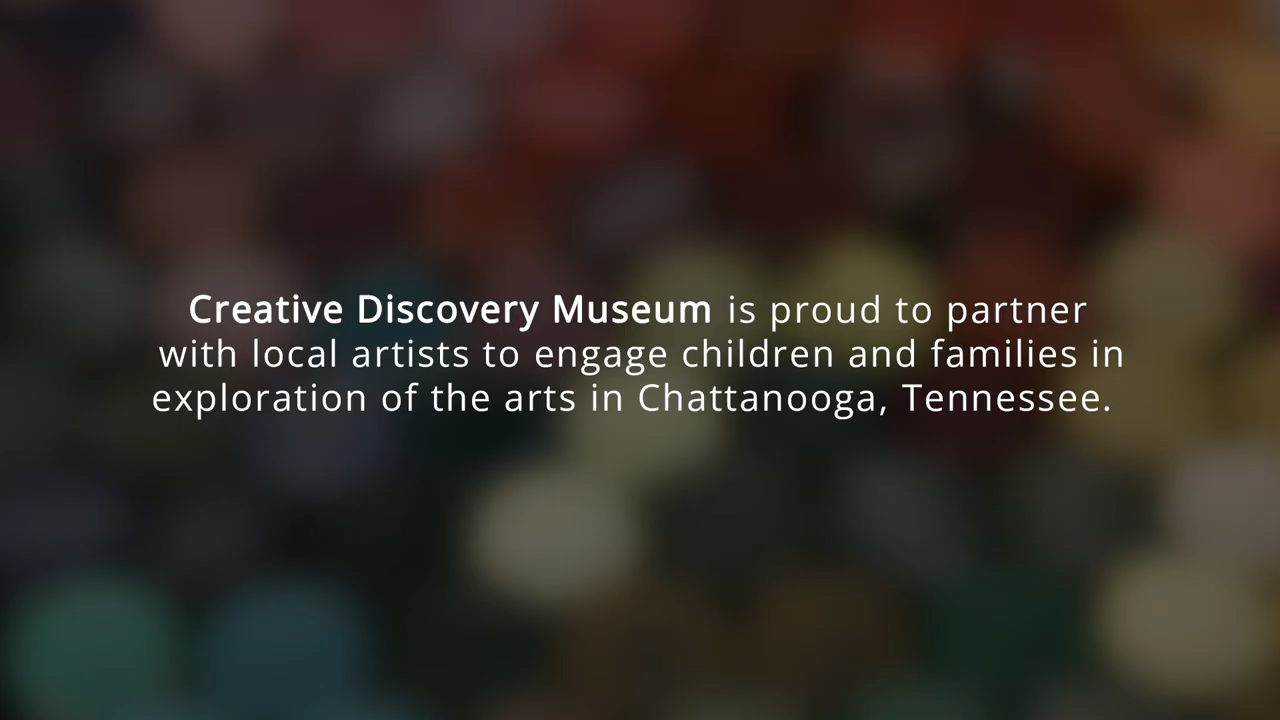 Creative Discovery Museum is proud to partner
with local artists to engage children and families in
exploration of the arts in Chattanooga, Tennessee.